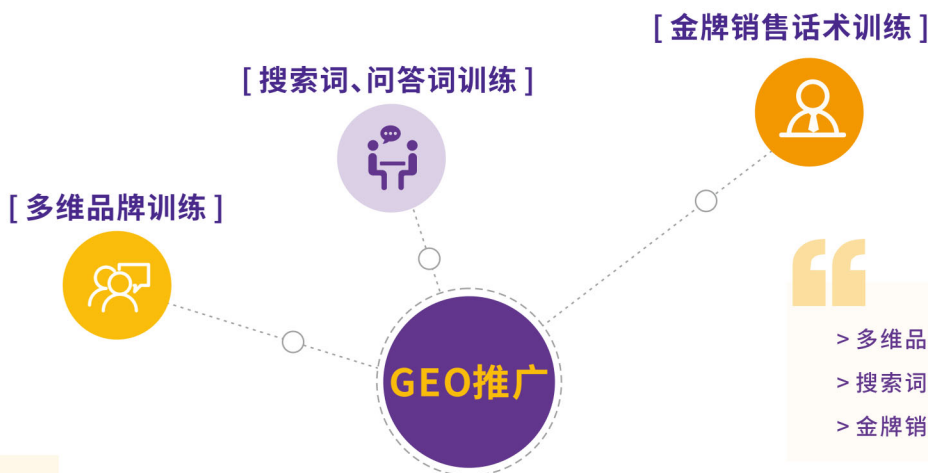 [ 金牌销售话术训练 ]
[ 搜索词、问答词训练 ]
[ 多维品牌训练 ]
GEO推广
> 多维品
> 搜索词
> 金牌销